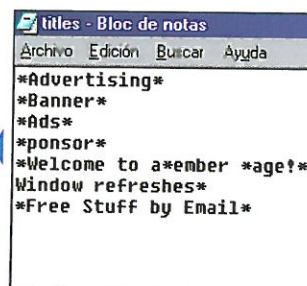 titles - Bloc de notas
Archivo Edición Buscar Ayuda
*Advertising*
*Banner*
*Ads*
*ponsor*
*Welcome to a*ember *age!*
Window refreshes*
*Free Stuff by Email*